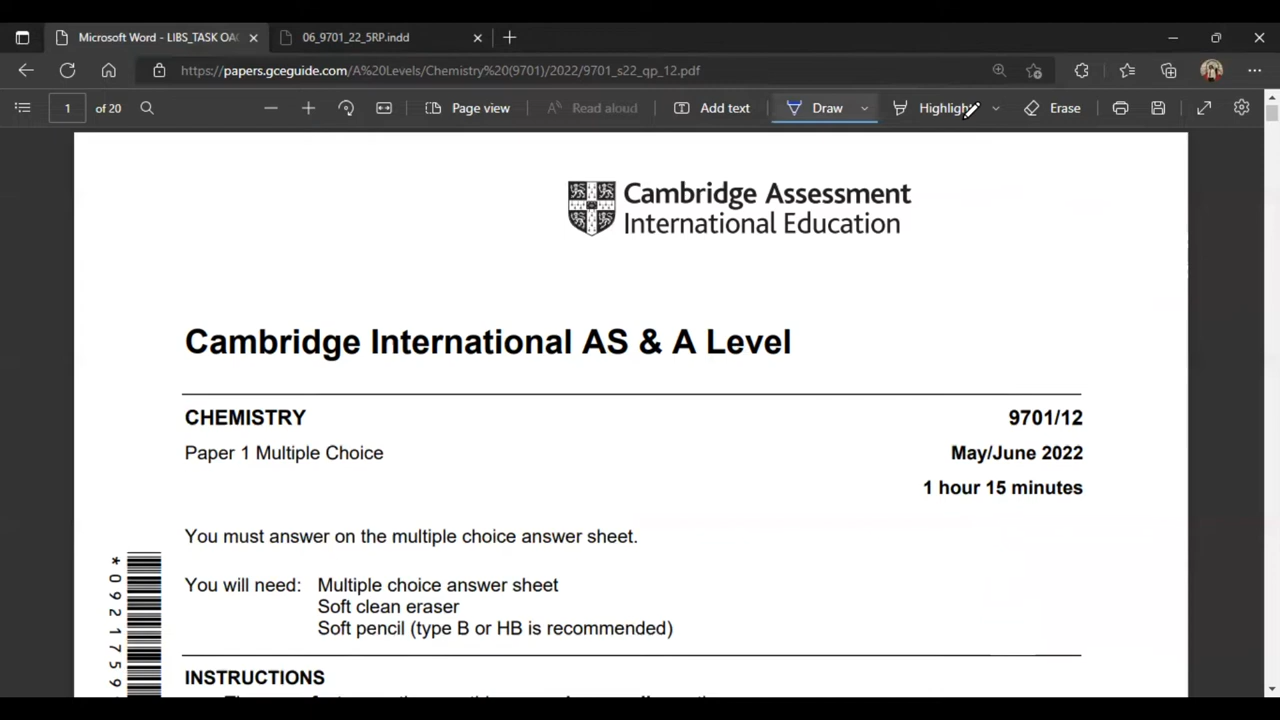 Microsoft Word - LIBS_TASK OAC
06_9701_22_5RP.indd
https://papers.gceguide.com/A%20Levels/Chemistry%20(9701)/2022/9701_s22_qp_12.pdf
1 of 20
Page view
Read aloud
Add text
Draw
Highlight
Erase
Cambridge Assessment
International Education
Cambridge International AS & A Level
CHEMISTRY 9701/12
Paper 1 Multiple Choice May/June 2022
1 hour 15 minutes
You must answer on the multiple choice answer sheet.
You will need: Multiple choice answer sheet
Soft clean eraser
Soft pencil (type B or HB is recommended)
INSTRUCTIONS
*0921759